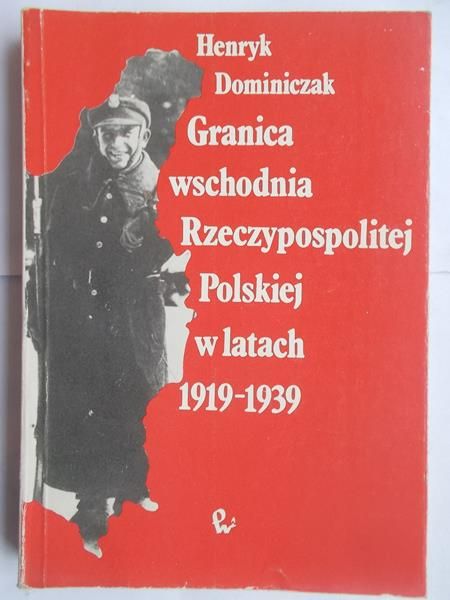 Henryk
Dominiczak
Granica
wschodnia
Rzeczypospolitej
Polskiej
w latach
1919-1939